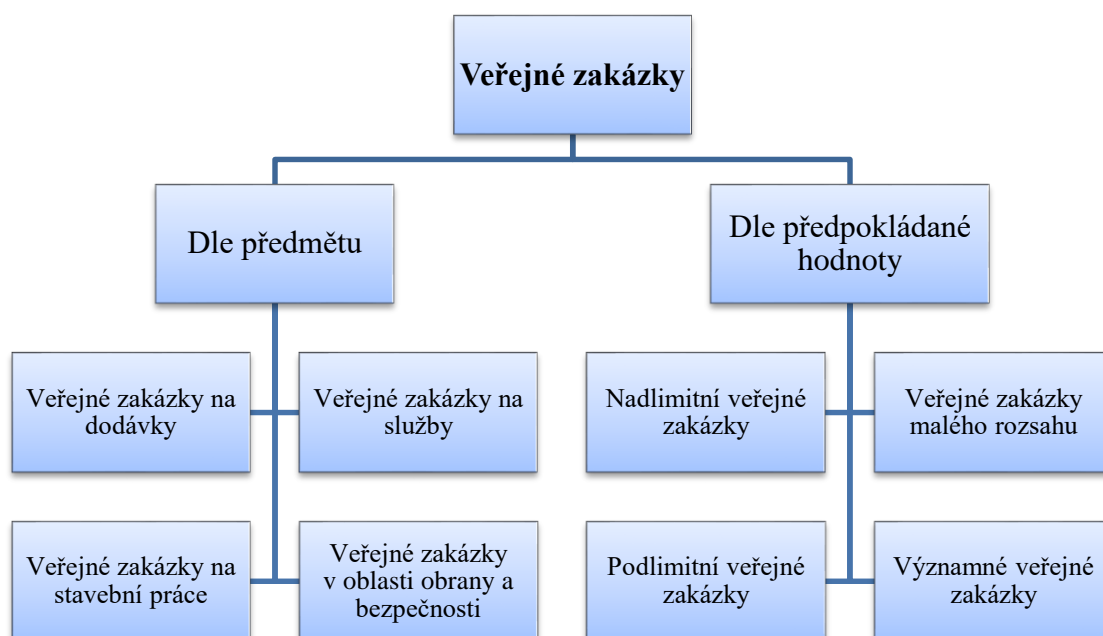 Veřejné zakázky
Dle předmětu
Dle předpokládané
hodnoty
Veřejné zakázky na
dodávky
Veřejné zakázky na
služby
Nadlimitní veřejné
zakázky
Veřejné zakázky
malého rozsahu
Veřejné zakázky na
stavební práce
Veřejné zakázky
v oblasti obrany a
bezpečnosti
Podlimitní veřejné
zakázky
Významné veřejné
zakázky